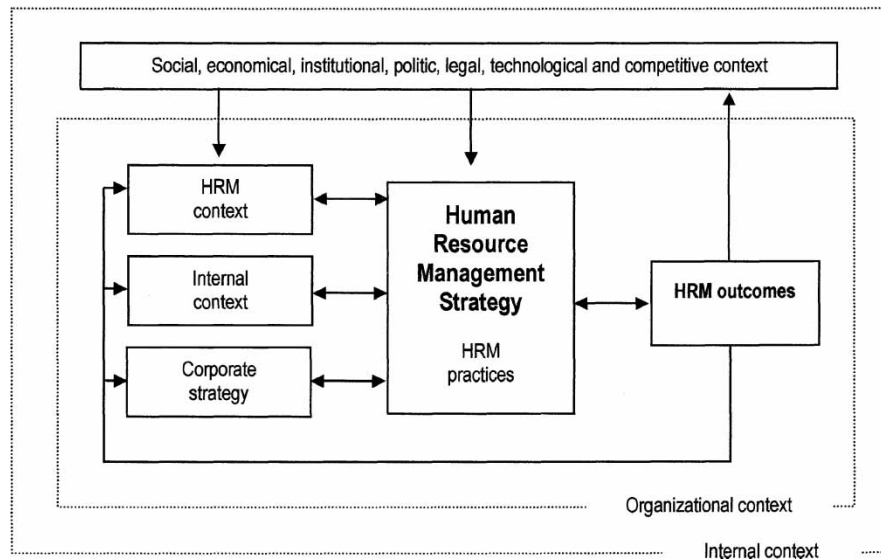 Social, economical, institutional, politic, legal, technological and competitive context
HRM
context
Internal
context
Corporate
strategy
Human
Resource
Management
Strategy
HRM
practices
HRM outcomes
Organizational context
Internal context